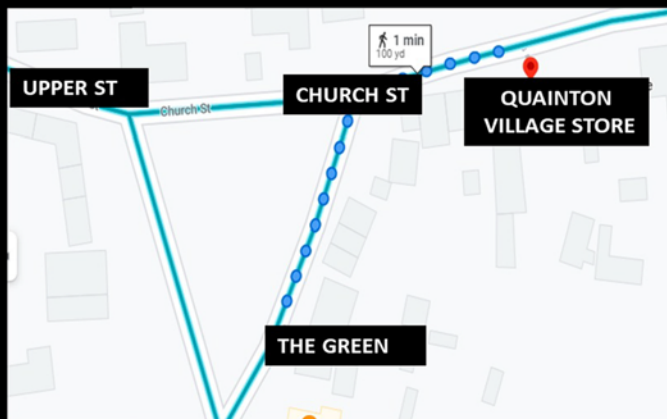 1 min
100 yd
UPPER ST
Church St
CHURCH ST
QUAINTON
VILLAGE STORE
THE GREEN